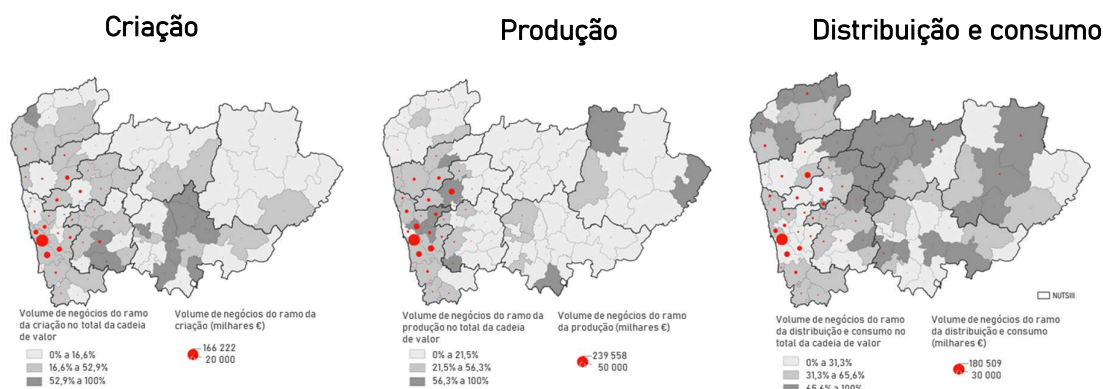 Criação
Produção
Distribuição e consumo
Volume de negócios do ramo
da criação no total da cadeia
de valor
0% a 16,6%
16,6% a 52,9%
52,9% a 100%
Volume de negócios do ramo da
criação (milhares €)
166 222
20 000
Volume de negócios do ramo
da produção no total da cadeia
de valor
0% a 21,5%
21,5% a 56,3%
56,3% a 100%
Volume de negócios do ramo
da produção (milhares €)
239 558
50 000
NUTSIII
Volume de negócios do ramo
da distribuição e consumo no
total da cadeia de valor
0% a 31,3%
31,3% a 65,6%
65,6% a 100%
Volume de negócios do ramo
da distribuição e consumo
(milhares €)
180 509
30 000